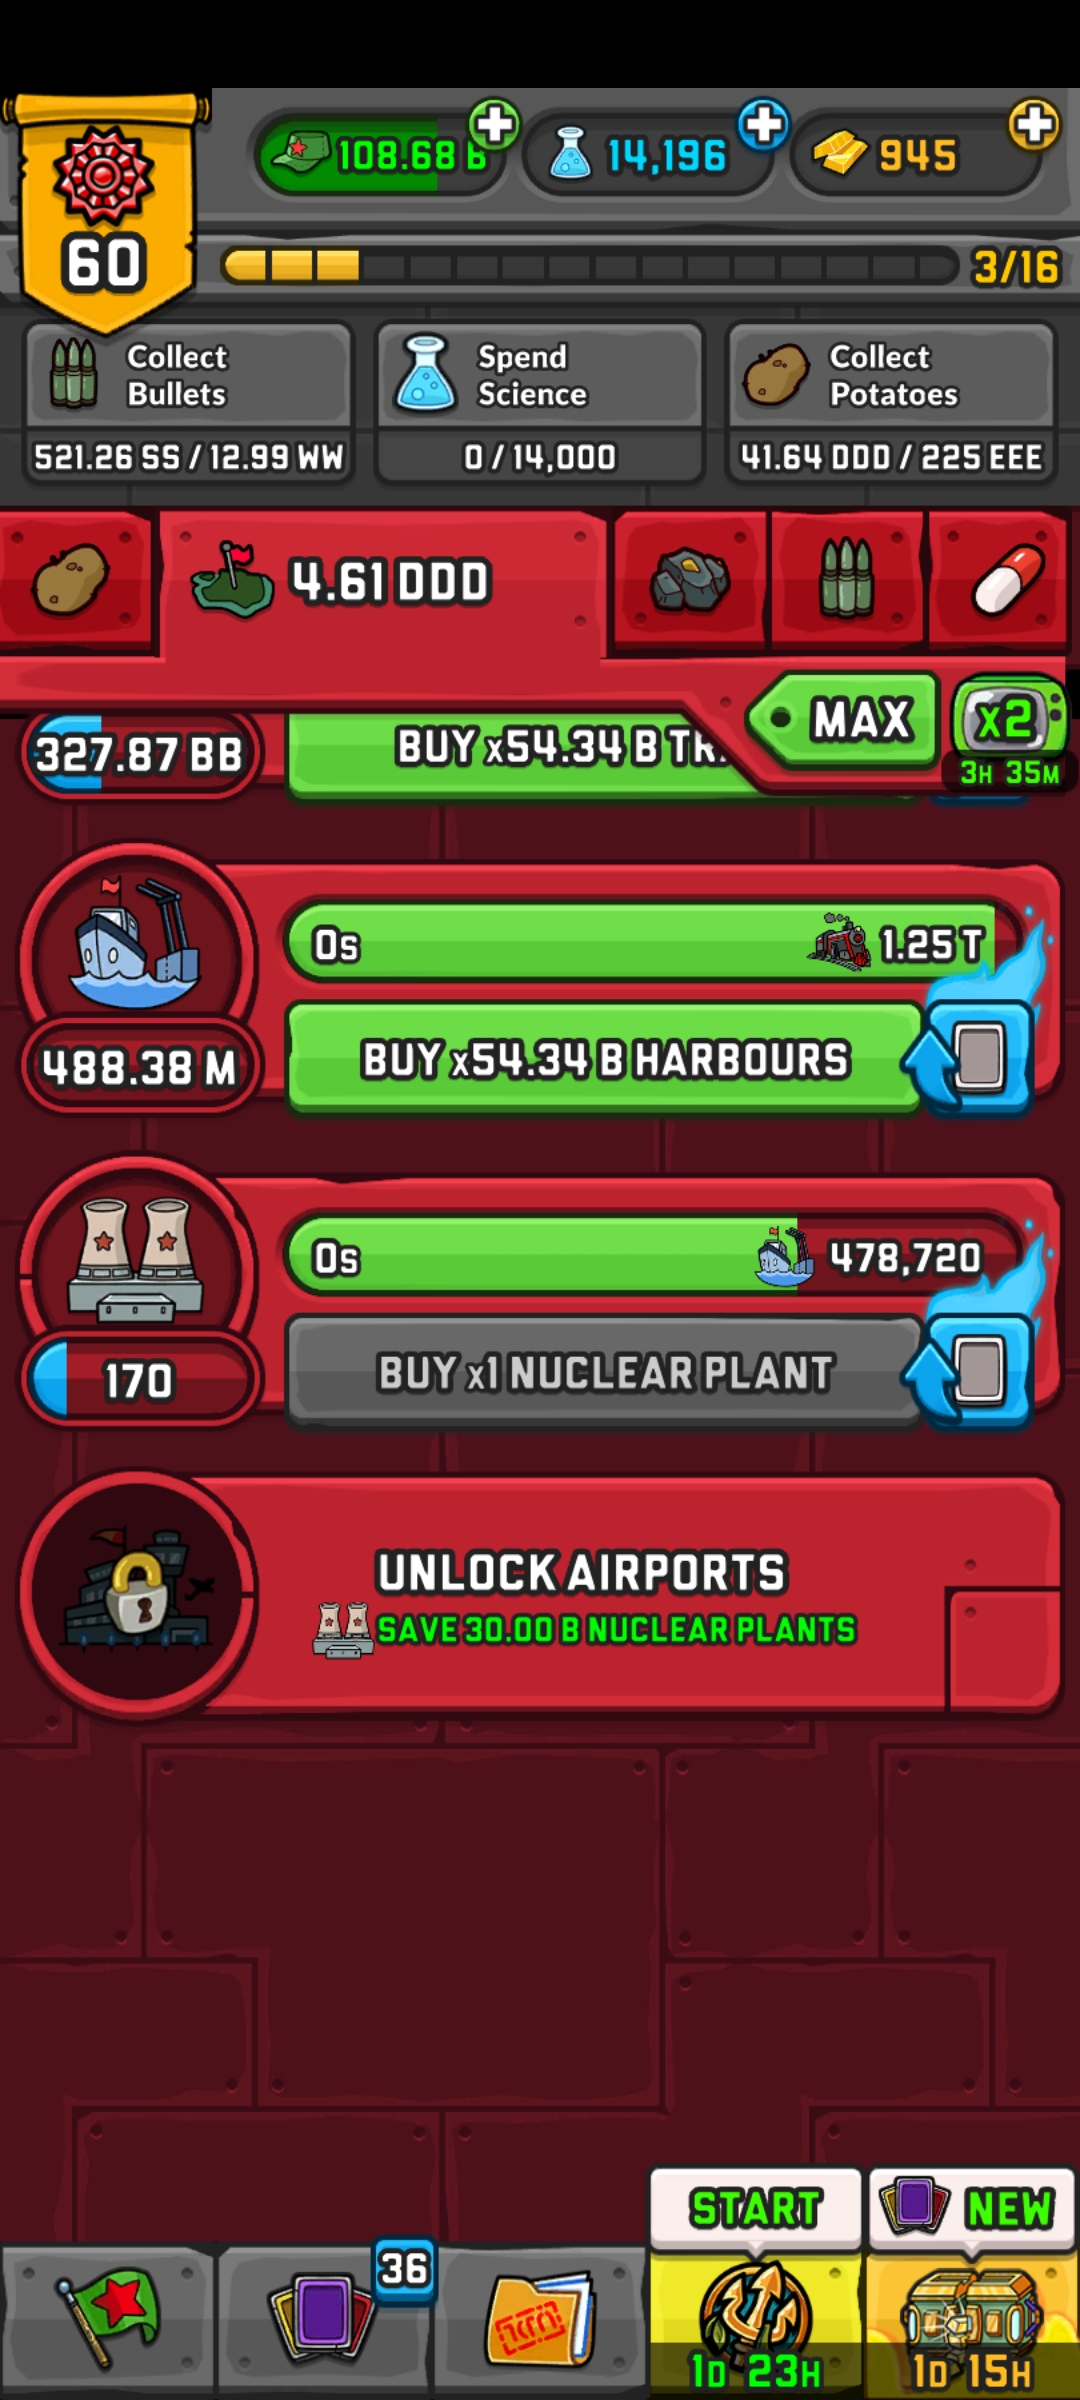 108.68 B
14,196
945
60
3/16
Collect
Bullets
521.26 SS / 12.99 WW
Spend
Science
0 / 14,000
Collect
Potatoes
41.64 DDD / 225 EEE
4.61 DDD
MAX
x2
3H 35M
327.87 BB
BUY x54.34 B
0s
1.25 T
488.38 M
BUY x54.34 B HARBOURS
0s
478,720
170
BUY x1 NUCLEAR PLANT
UNLOCK AIRPORTS
SAVE 30.00 B NUCLEAR PLANTS
START
NEW
36
1D 23H
1D 15H